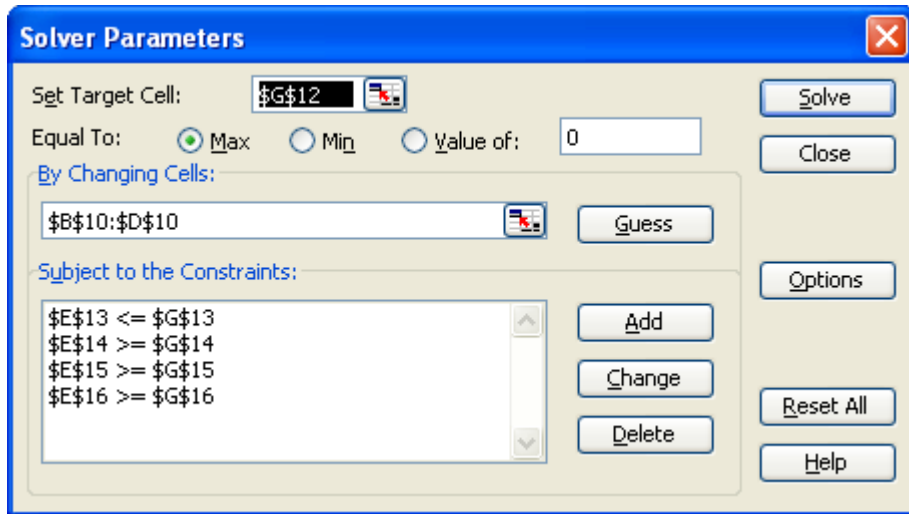 Solver Parameters
Set Target Cell: $G$12 Solve
Equal To: Max Min Value of: 0 Close
By Changing Cells:
$B$10:$D$10 Guess
Subject to the Constraints: Options
$E$13 <= $G$13 Add
$E$14 >= $G$14
$E$15 >= $G$15 Change
$E$16 >= $G$16 Reset All
Delete
Help